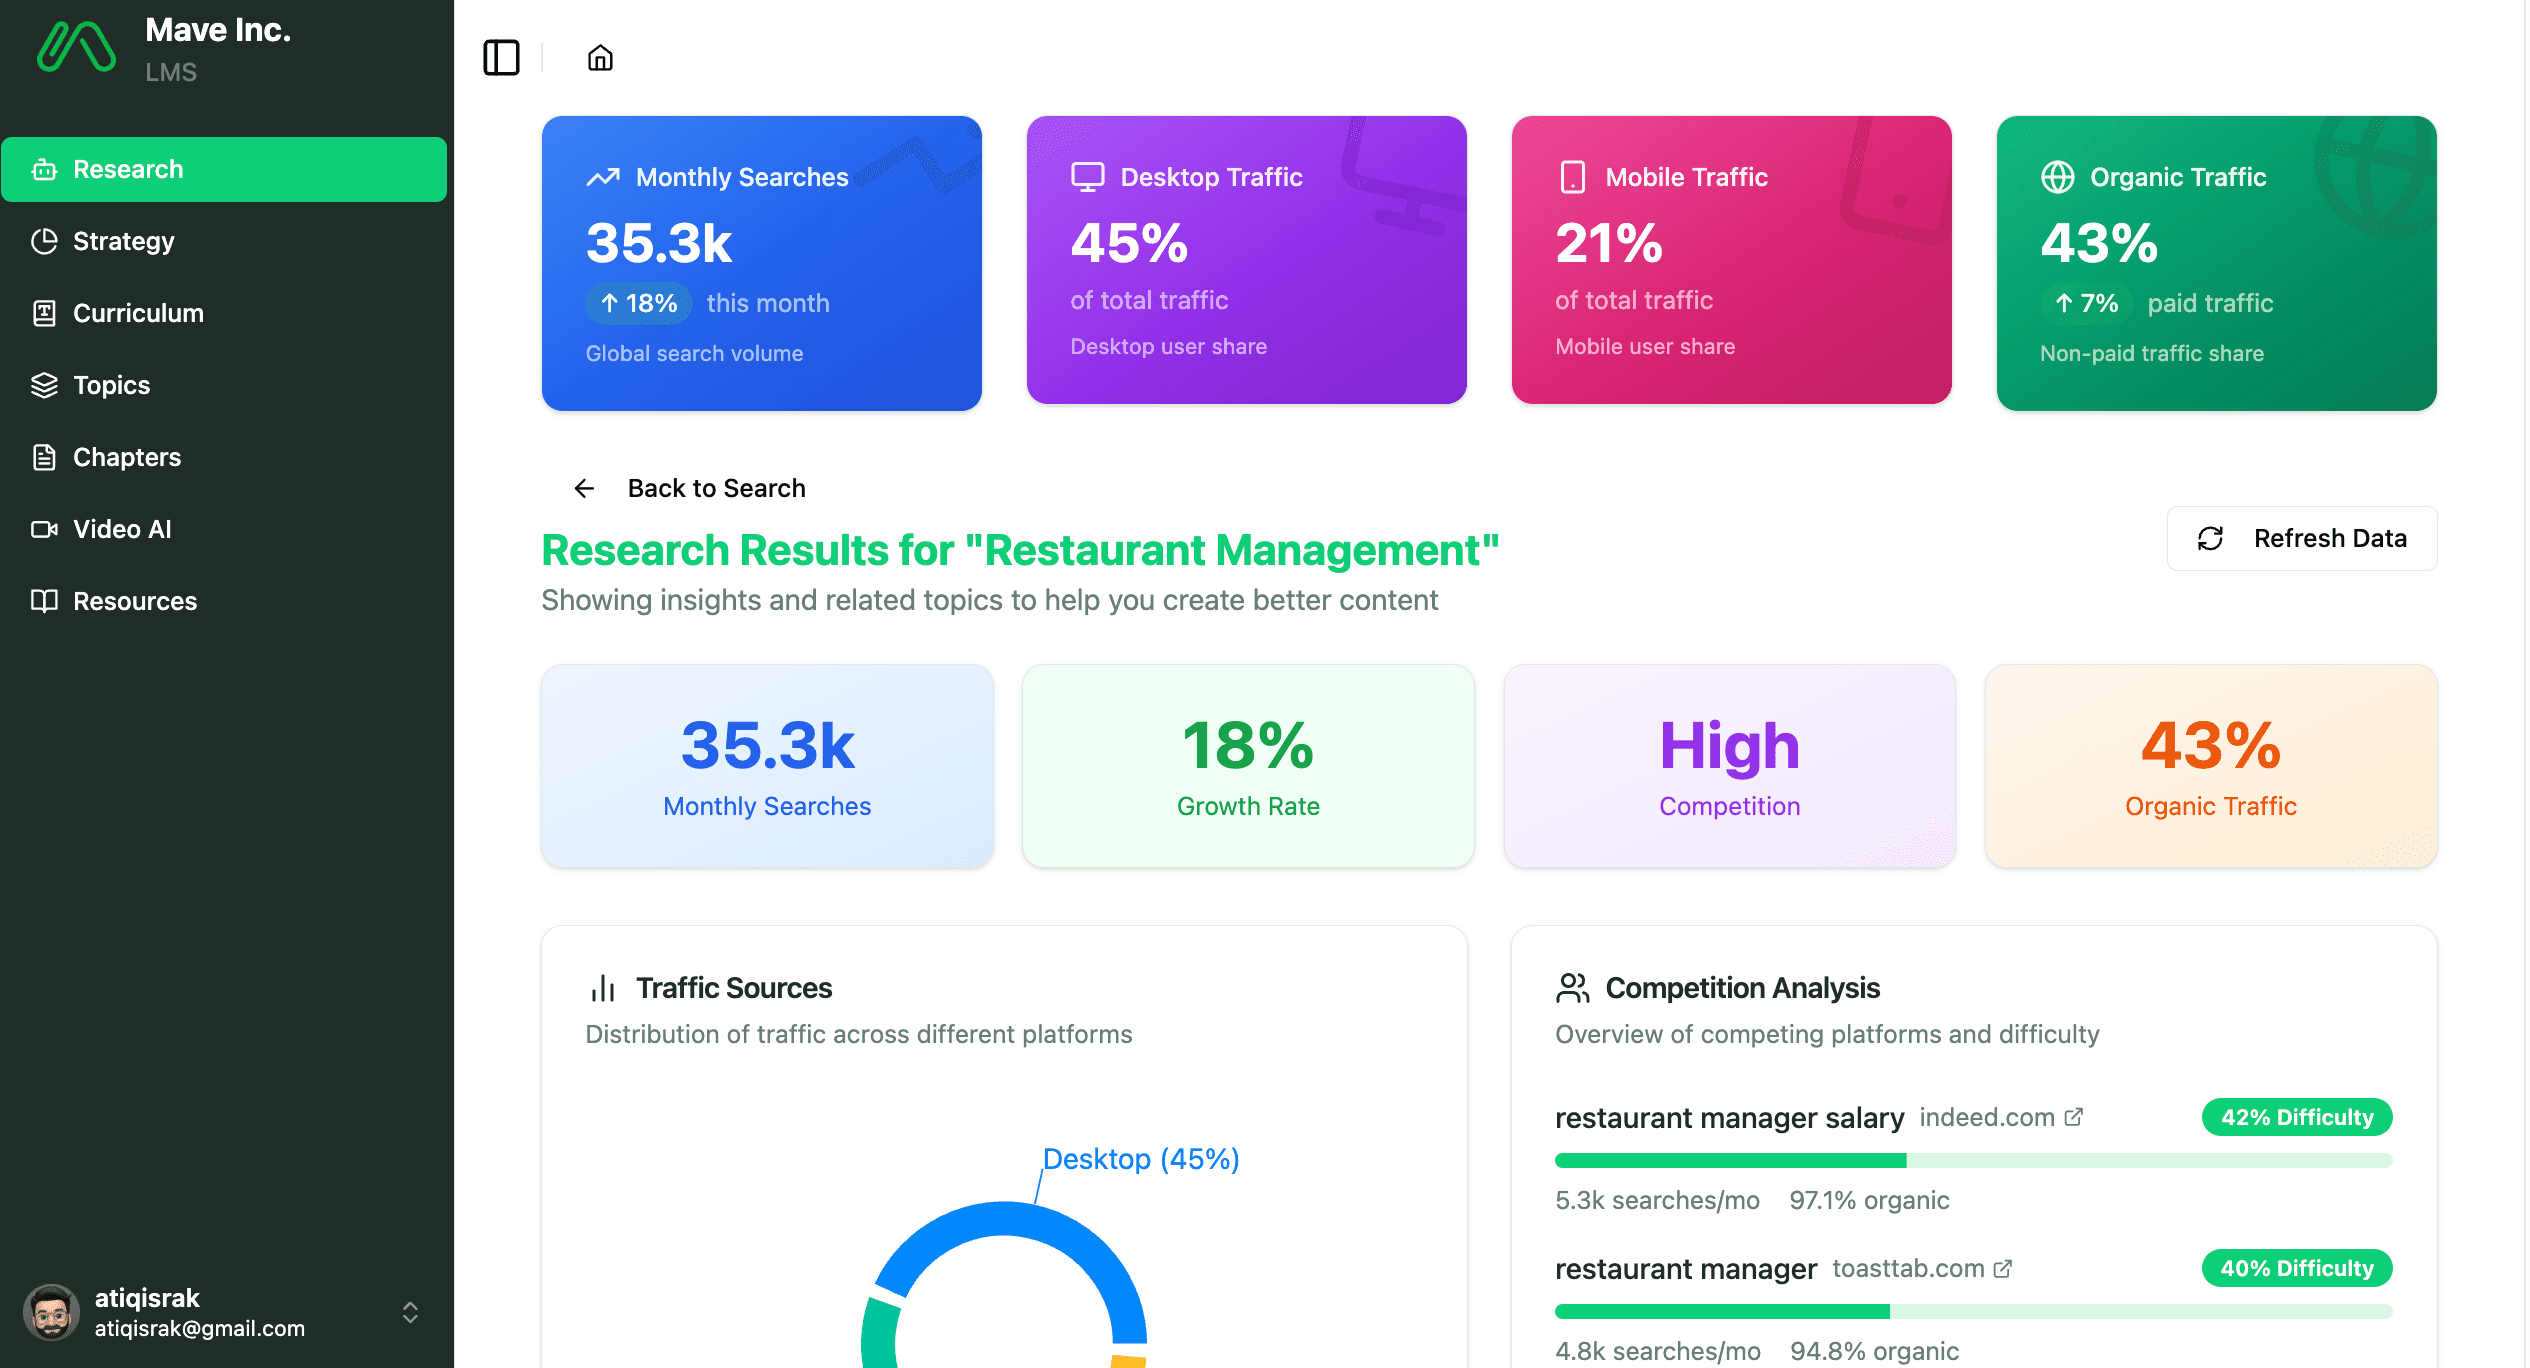 Mave Inc.
LMS
Research
Strategy
Curriculum
Topics
Chapters
Video AI
Resources
atiqisrak
atiqisrak@gmail.com
Monthly Searches
35.3k
↑ 18% this month
Global search volume
Desktop Traffic
45%
of total traffic
Desktop user share
Mobile Traffic
21%
of total traffic
Mobile user share
Organic Traffic
43%
↑ 7% paid traffic
Non-paid traffic share
← Back to Search
Research Results for "Restaurant Management"
Showing insights and related topics to help you create better content
Refresh Data
35.3k
Monthly Searches
18%
Growth Rate
High
Competition
43%
Organic Traffic
Traffic Sources
Distribution of traffic across different platforms
Desktop (45%)
Competition Analysis
Overview of competing platforms and difficulty
restaurant manager salary indeed.com 42% Difficulty
5.3k searches/mo 97.1% organic
restaurant manager toasttab.com 40% Difficulty
4.8k searches/mo 94.8% organic